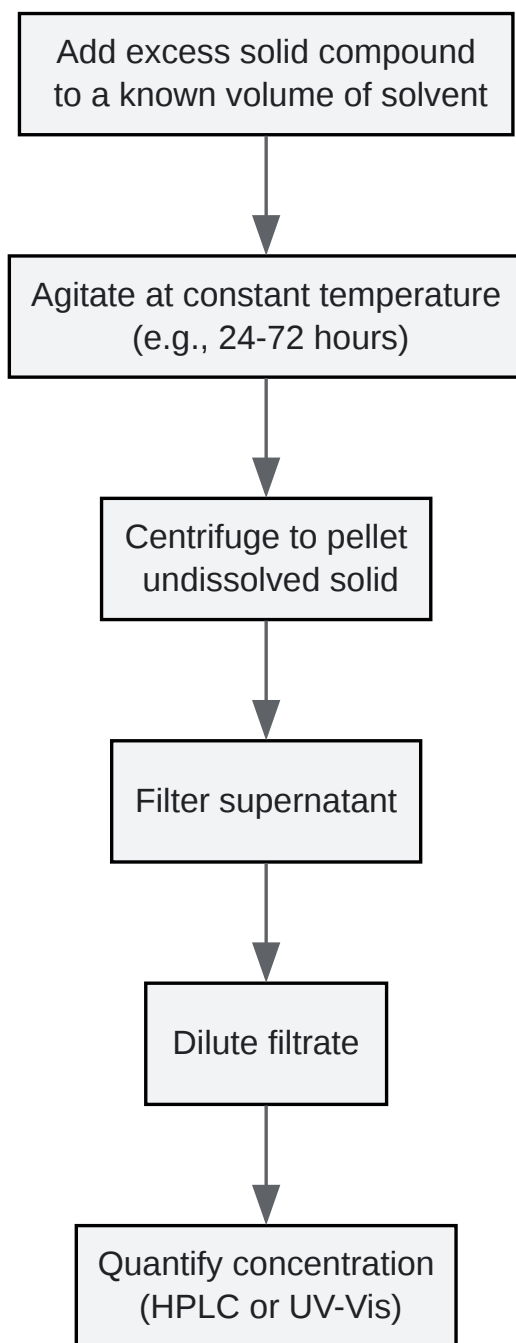 Add excess solid compound
to a known volume of solvent
Agitate at constant temperature
(e.g., 24-72 hours)
Centrifuge to pellet
undissolved solid
Filter supernatant
Dilute filtrate
Quantify concentration
(HPLC or UV-Vis)